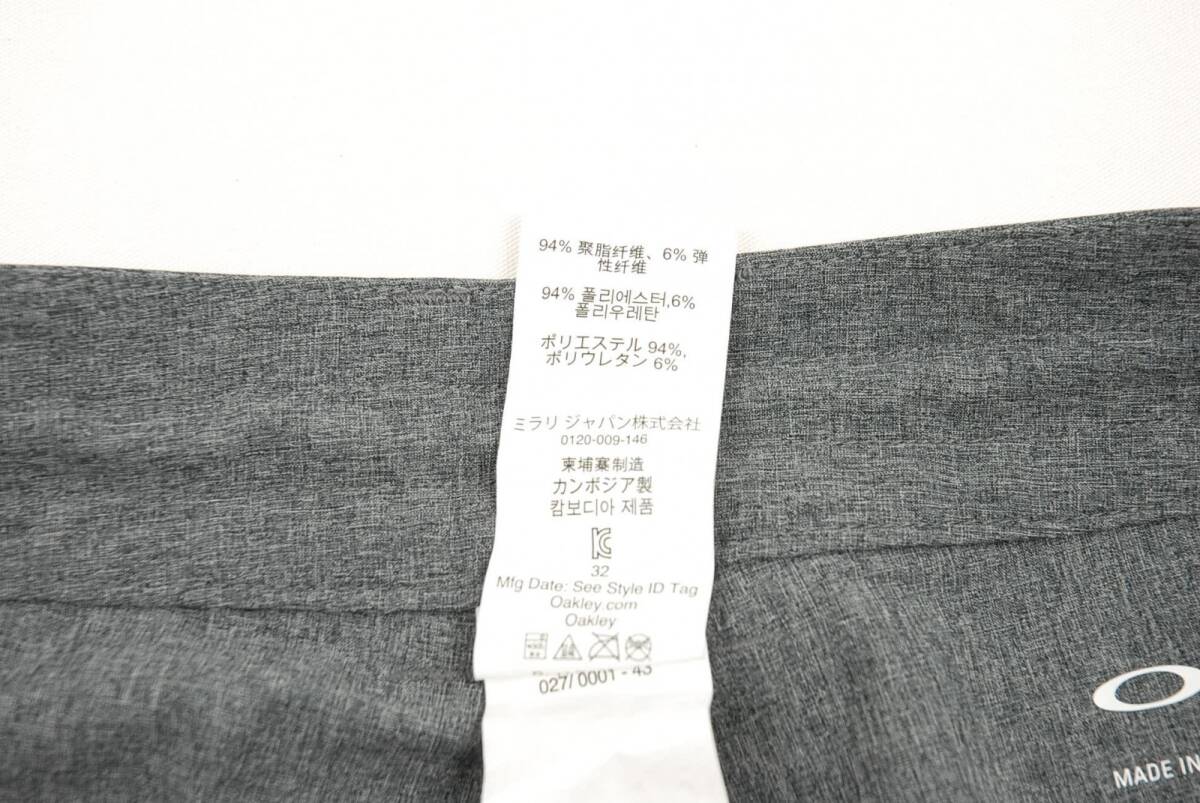 94% 聚脂纤维、6% 弹
性纤维
94% 폴리에스터,6%
폴리우레탄
ポリエステル 94%,
ポリウレタン 6%
ミラリ ジャパン株式会社
0120-009-146
柬埔寨制造
カンボジア製
캄보디아 제품
32
Mfg Date: See Style ID Tag
Oakley.com
Oakley
027/ 0001 - 43
MADE IN